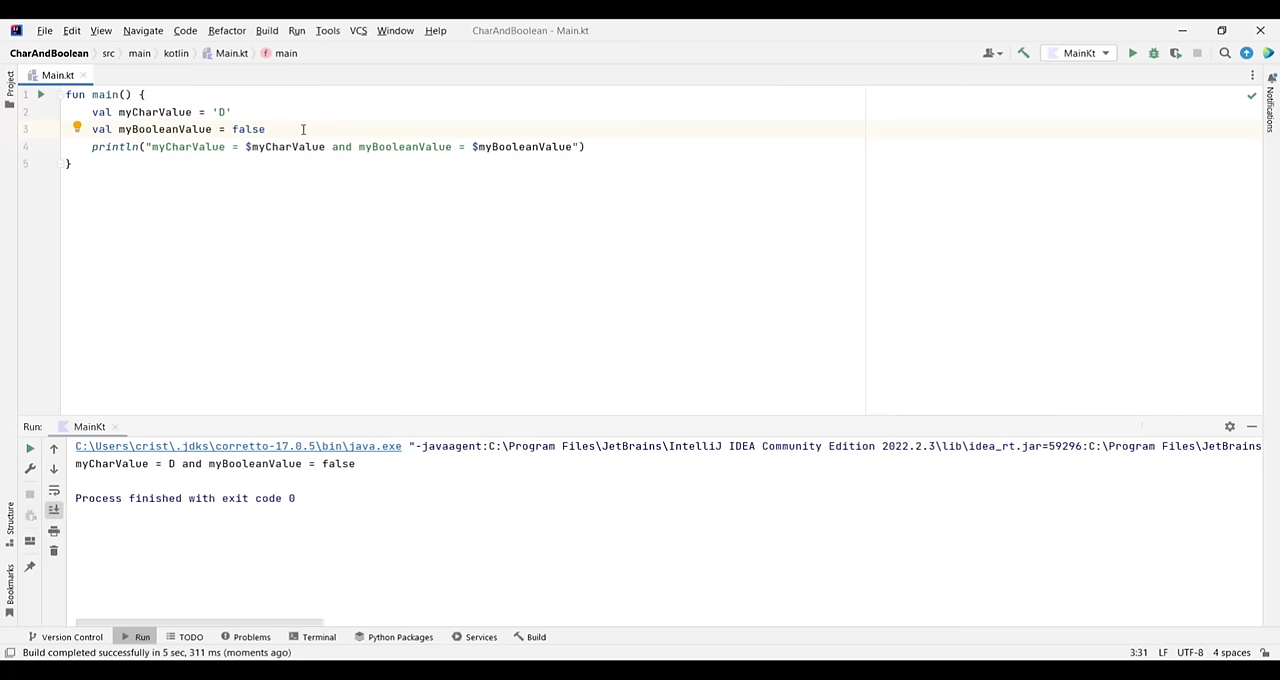 File Edit View Navigate Code Refactor Build Run Tools VCS Window Help CharAndBoolean - Main.kt
CharAndBoolean src main kotlin Main.kt main MainKt
Project
Main.kt
Notifications
1 fun main() {
2 val myCharValue = 'D'
3 val myBooleanValue = false
4 println("myCharValue = $myCharValue and myBooleanValue = $myBooleanValue")
5 }
Run: MainKt
C:\Users\crist\.jdks\corretto-17.0.5\bin\java.exe "-javaagent:C:\Program Files\JetBrains\IntelliJ IDEA Community Edition 2022.2.3\lib\idea_rt.jar=59296:C:\Program Files\JetBrains
myCharValue = D and myBooleanValue = false
Process finished with exit code 0
Structure
Bookmarks
Version Control Run TODO Problems Terminal Python Packages Services Build
Build completed successfully in 5 sec, 311 ms (moments ago) 3:31 LF UTF-8 4 spaces